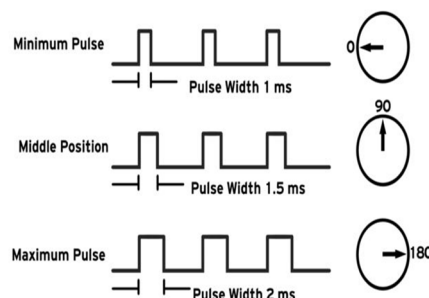 Minimum Pulse
0
Pulse Width 1 ms
90
Middle Position
Pulse Width 1.5 ms
Maximum Pulse
180
Pulse Width 2 ms